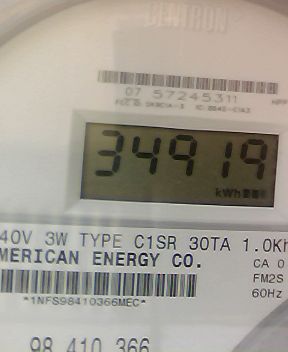 CENTRON®
07 57245311
34919
kWh
40V 3W TYPE C1SR 30TA 1.0Kh
MERICAN ENERGY CO.
CA 0
FM2S
60Hz
*1NFS98410366MEC*
98 410 366